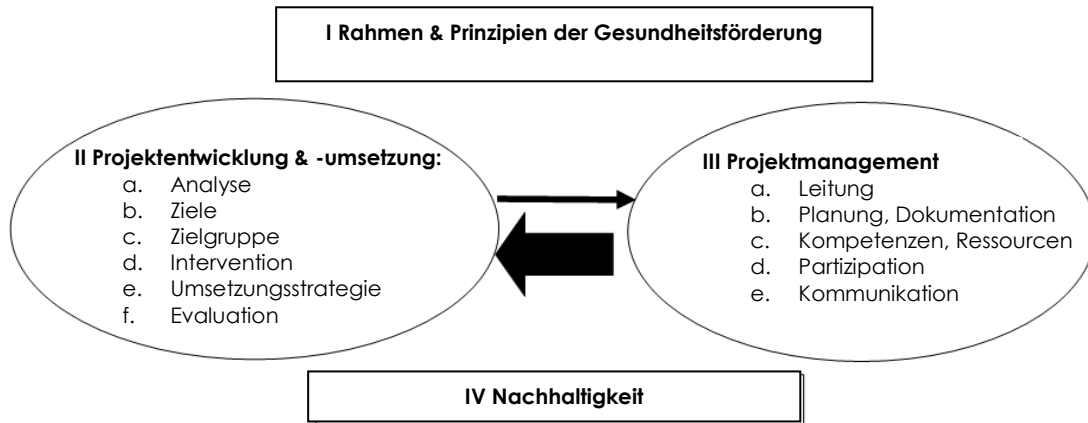 I Rahmen & Prinzipien der Gesundheitsförderung
II Projektentwicklung & -umsetzung:
a. Analyse
b. Ziele
c. Zielgruppe
d. Intervention
e. Umsetzungsstrategie
f. Evaluation
III Projektmanagement
a. Leitung
b. Planung, Dokumentation
c. Kompetenzen, Ressourcen
d. Partizipation
e. Kommunikation
IV Nachhaltigkeit